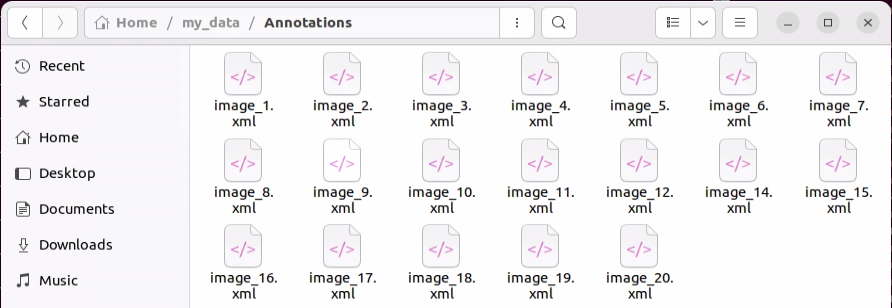 Home / my_data / Annotations
Recent
Starred
Home
Desktop
Documents
Downloads
Music
image_1.xml
image_2.xml
image_3.xml
image_4.xml
image_5.xml
image_6.xml
image_7.xml
image_8.xml
image_9.xml
image_10.xml
image_11.xml
image_12.xml
image_14.xml
image_15.xml
image_16.xml
image_17.xml
image_18.xml
image_19.xml
image_20.xml